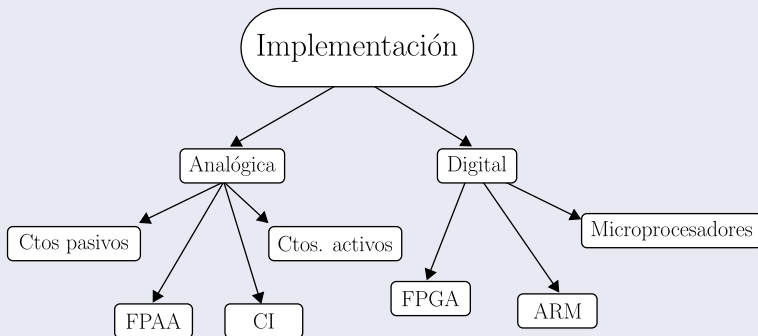 Implementación
Analógica
Digital
Ctos pasivos
Ctos. activos
Microprocesadores
FPAA
CI
FPGA
ARM